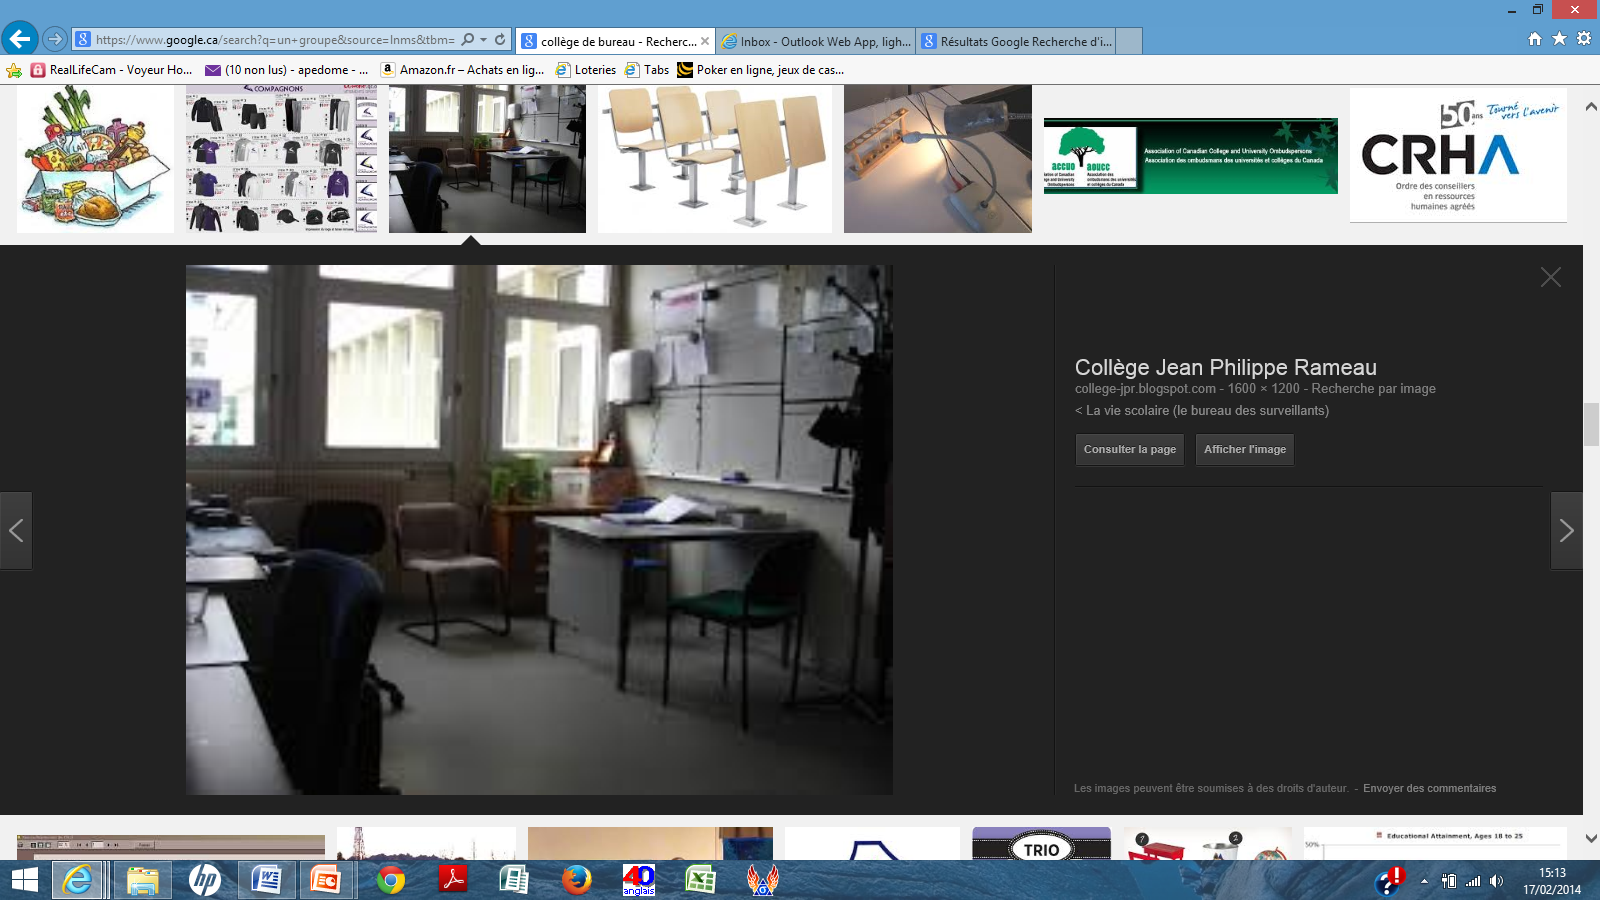 https://www.google.ca/search?q=un+groupe&source=lnms&tbm=
collège de bureau - Recherc...
Inbox - Outlook Web App, ligh...
Résultats Google Recherche d'i...
RealLifeCam - Voyeur Ho...
(10 non lus) - apedome - ...
Amazon.fr – Achats en lig...
Loteries
Tabs
Poker en ligne, jeux de cas...
COMPAGNONS
accuo aoucc
Association of Canadian College and University Ombudspersons
Association des ombudsmans des universités et collèges du Canada
50 ans Tourné vers l'avenir
CRHA
Ordre des conseillers
en ressources
humaines agréés
Collège Jean Philippe Rameau
college-jpr.blogspot.com - 1600 × 1200 - Recherche par image
< La vie scolaire (le bureau des surveillants)
Consulter la page
Afficher l'image
Les images peuvent être soumises à des droits d'auteur. - Envoyer des commentaires
TRIO
Educational Attainment, Ages 18 to 25
50%
40
anglais
15:13
17/02/2014